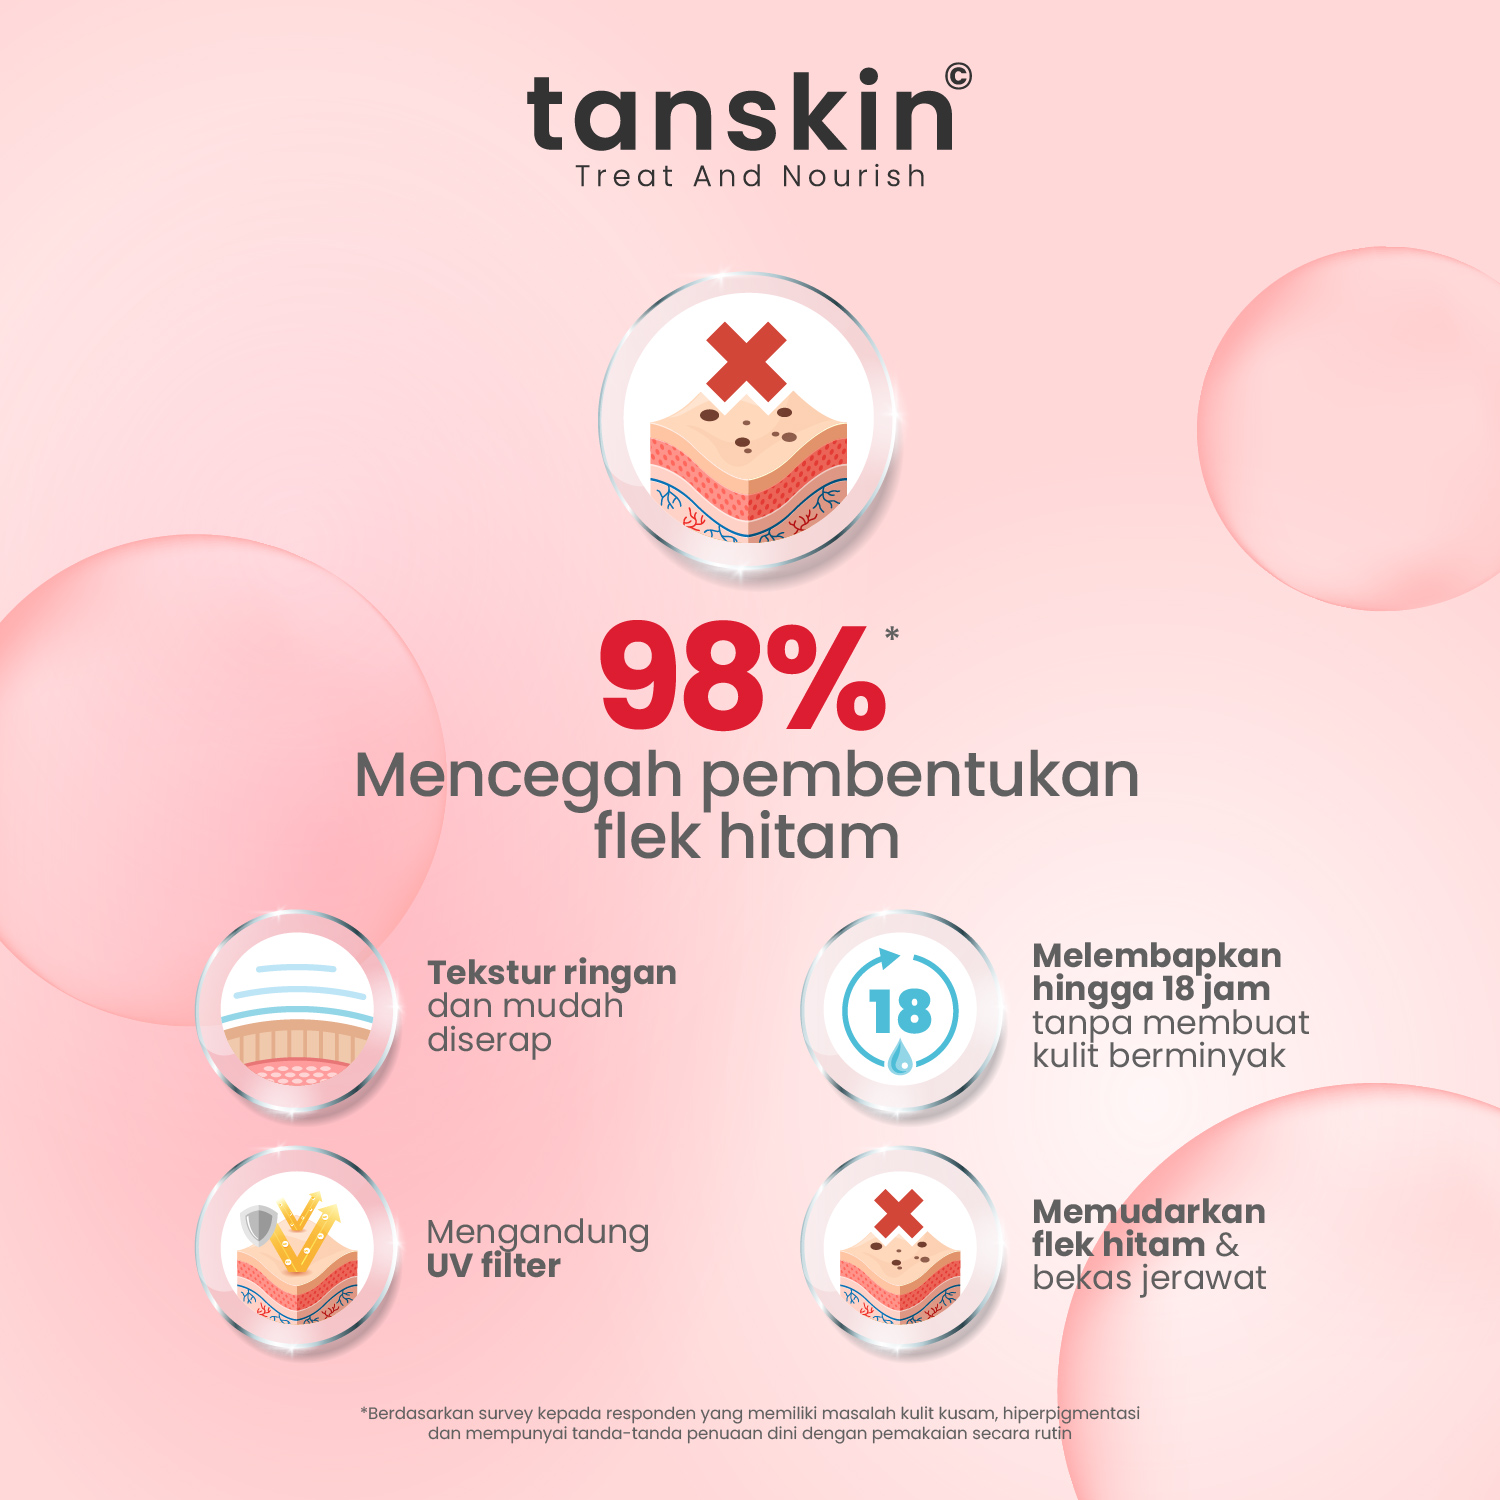 tanskin©
Treat And Nourish
98%*
Mencegah pembentukan
flek hitam
Tekstur ringan
dan mudah
diserap
18
Melembapkan
hingga 18 jam
tanpa membuat
kulit berminyak
Mengandung
UV filter
Memudarkan
flek hitam &
bekas jerawat
*Berdasarkan survey kepada responden yang memiliki masalah kulit kusam, hiperpigmentasi
dan mempunyai tanda-tanda penuaan dini dengan pemakaian secara rutin